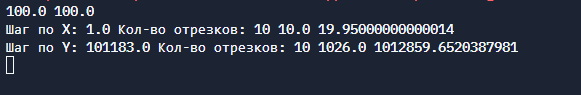 100.0 100.0
Шаг по X: 1.0 Кол-во отрезков: 10 10.0 19.95000000000014
Шаг по Y: 101183.0 Кол-во отрезков: 10 1026.0 1012859.6520387981